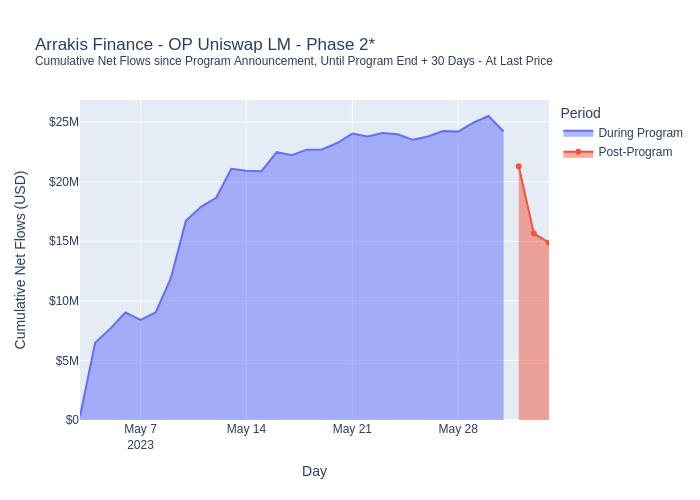 Arrakis Finance - OP Uniswap LM - Phase 2*
Cumulative Net Flows since Program Announcement, Until Program End + 30 Days - At Last Price
Period
During Program
Post-Program
Cumulative Net Flows (USD)
$25M
$20M
$15M
$10M
$5M
$0
May 7
2023
May 14
May 21
May 28
Day